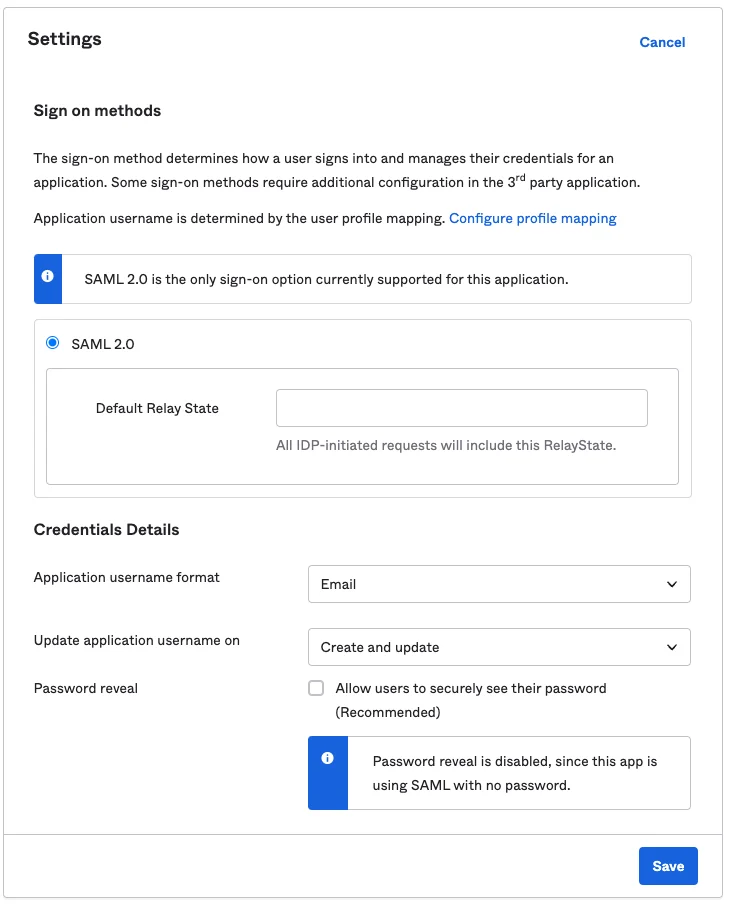 Settings
Cancel
Sign on methods
The sign-on method determines how a user signs into and manages their credentials for an
application. Some sign-on methods require additional configuration in the 3rd party application.
Application username is determined by the user profile mapping. Configure profile mapping
SAML 2.0 is the only sign-on option currently supported for this application.
SAML 2.0
Default Relay State
All IDP-initiated requests will include this RelayState.
Credentials Details
Application username format
Email
Update application username on
Create and update
Password reveal
Allow users to securely see their password
(Recommended)
Password reveal is disabled, since this app is
using SAML with no password.
Save